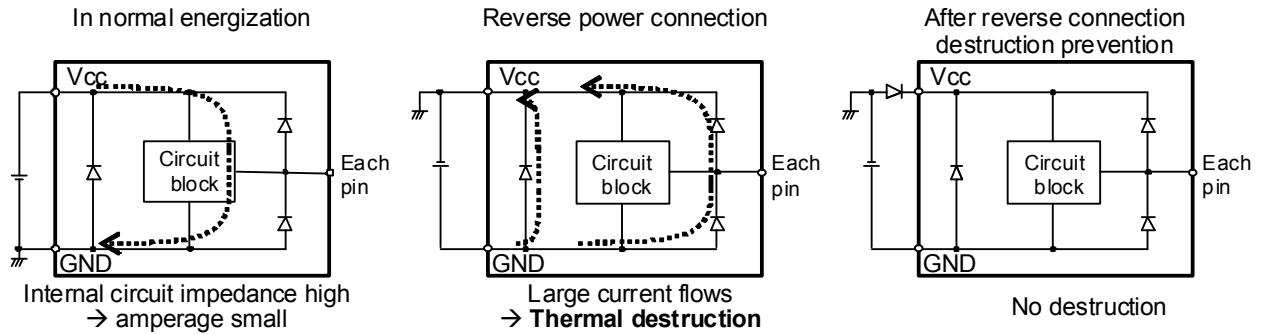 In normal energization
Vcc
Circuit
block
Each
pin
GND
Internal circuit impedance high
→ amperage small
Reverse power connection
Vcc
Circuit
block
Each
pin
GND
Large current flows
→ Thermal destruction
After reverse connection
destruction prevention
Vcc
Circuit
block
Each
pin
GND
No destruction